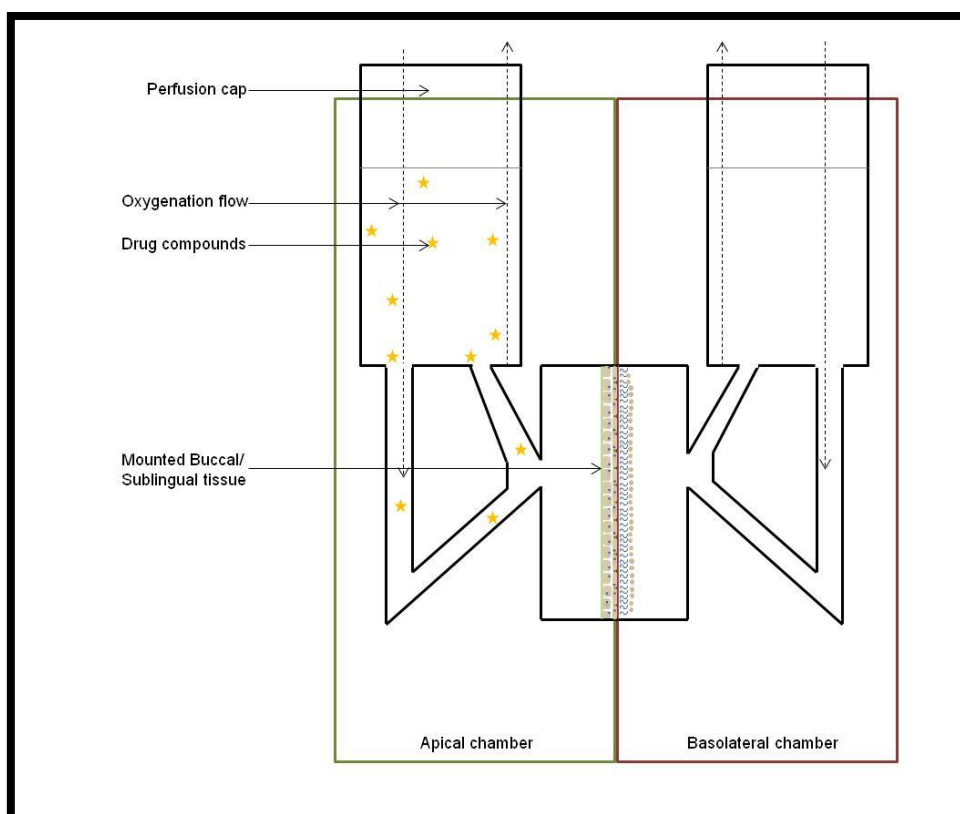 Perfusion cap
Oxygenation flow
Drug compounds
Mounted Buccal/
Sublingual tissue
Apical chamber
Basolateral chamber